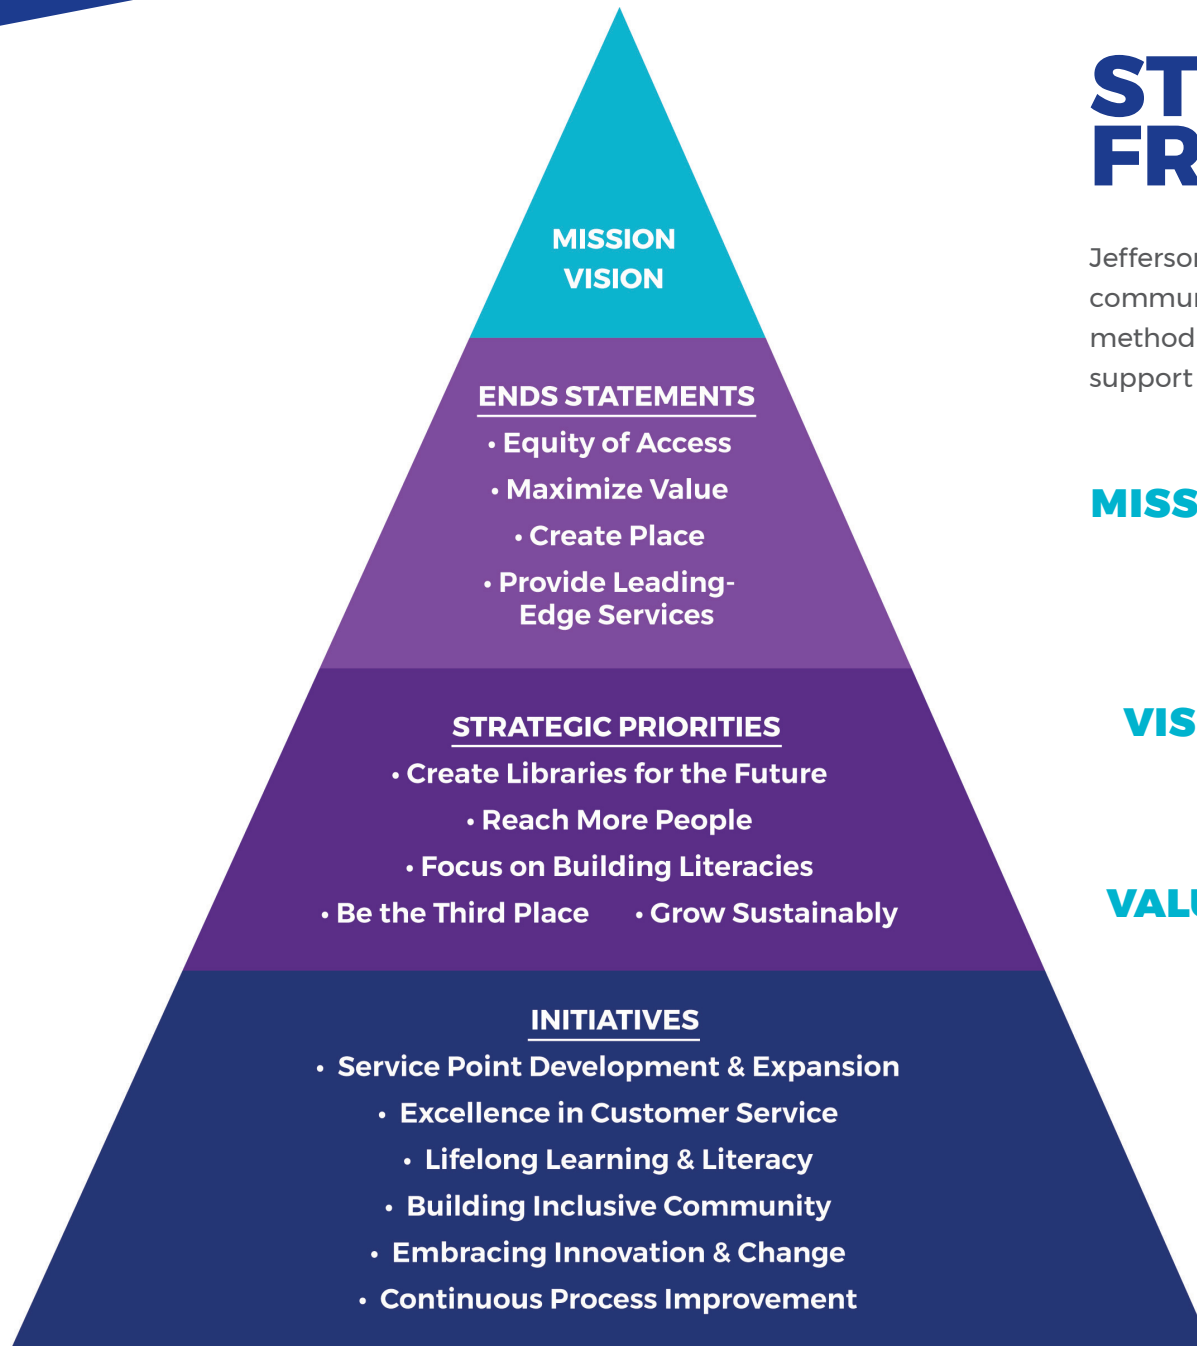 MISSION
VISION
ENDS STATEMENTS
• Equity of Access
• Maximize Value
• Create Place
• Provide Leading-
Edge Services
STRATEGIC PRIORITIES
• Create Libraries for the Future
• Reach More People
• Focus on Building Literacies
• Be the Third Place • Grow Sustainably
INITIATIVES
• Service Point Development & Expansion
• Excellence in Customer Service
• Lifelong Learning & Literacy
• Building Inclusive Community
• Embracing Innovation & Change
• Continuous Process Improvement
ST
FR
Jefferson
commun
method
support
MISS
VIS
VALU